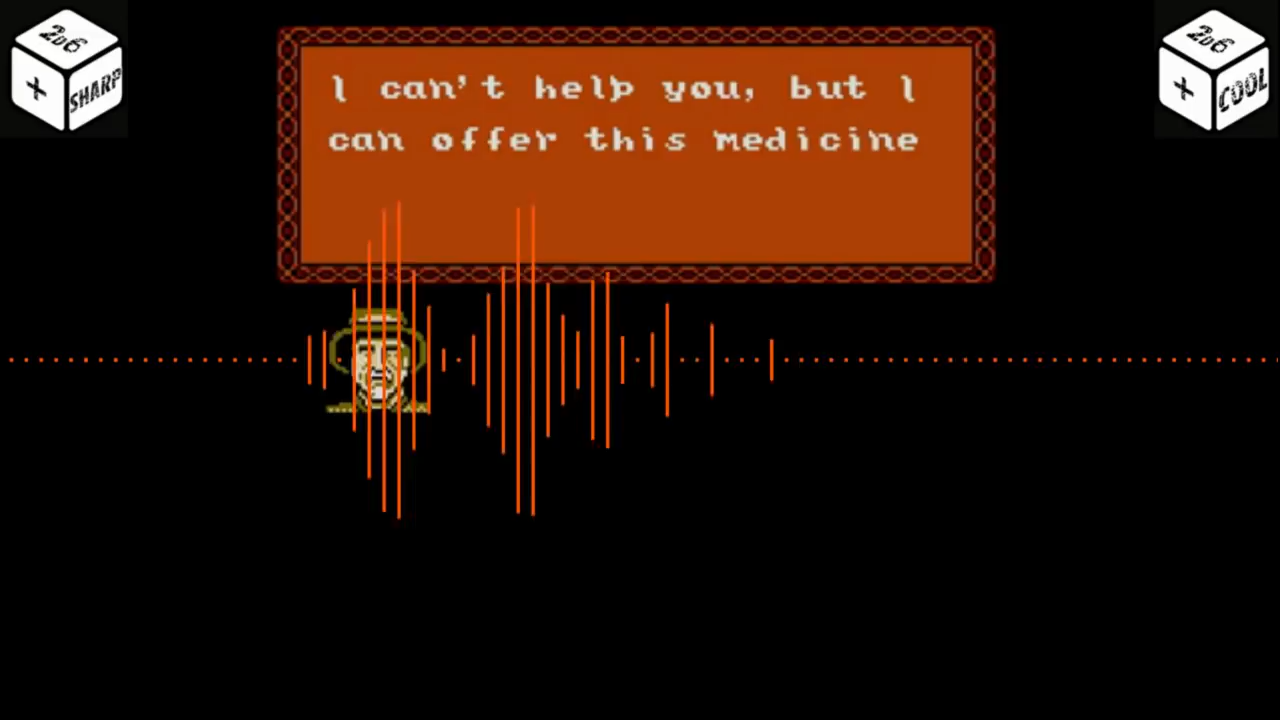 2d6
+
SHARP
I can't help you, but I
can offer this medicine
2d6
+
COOL